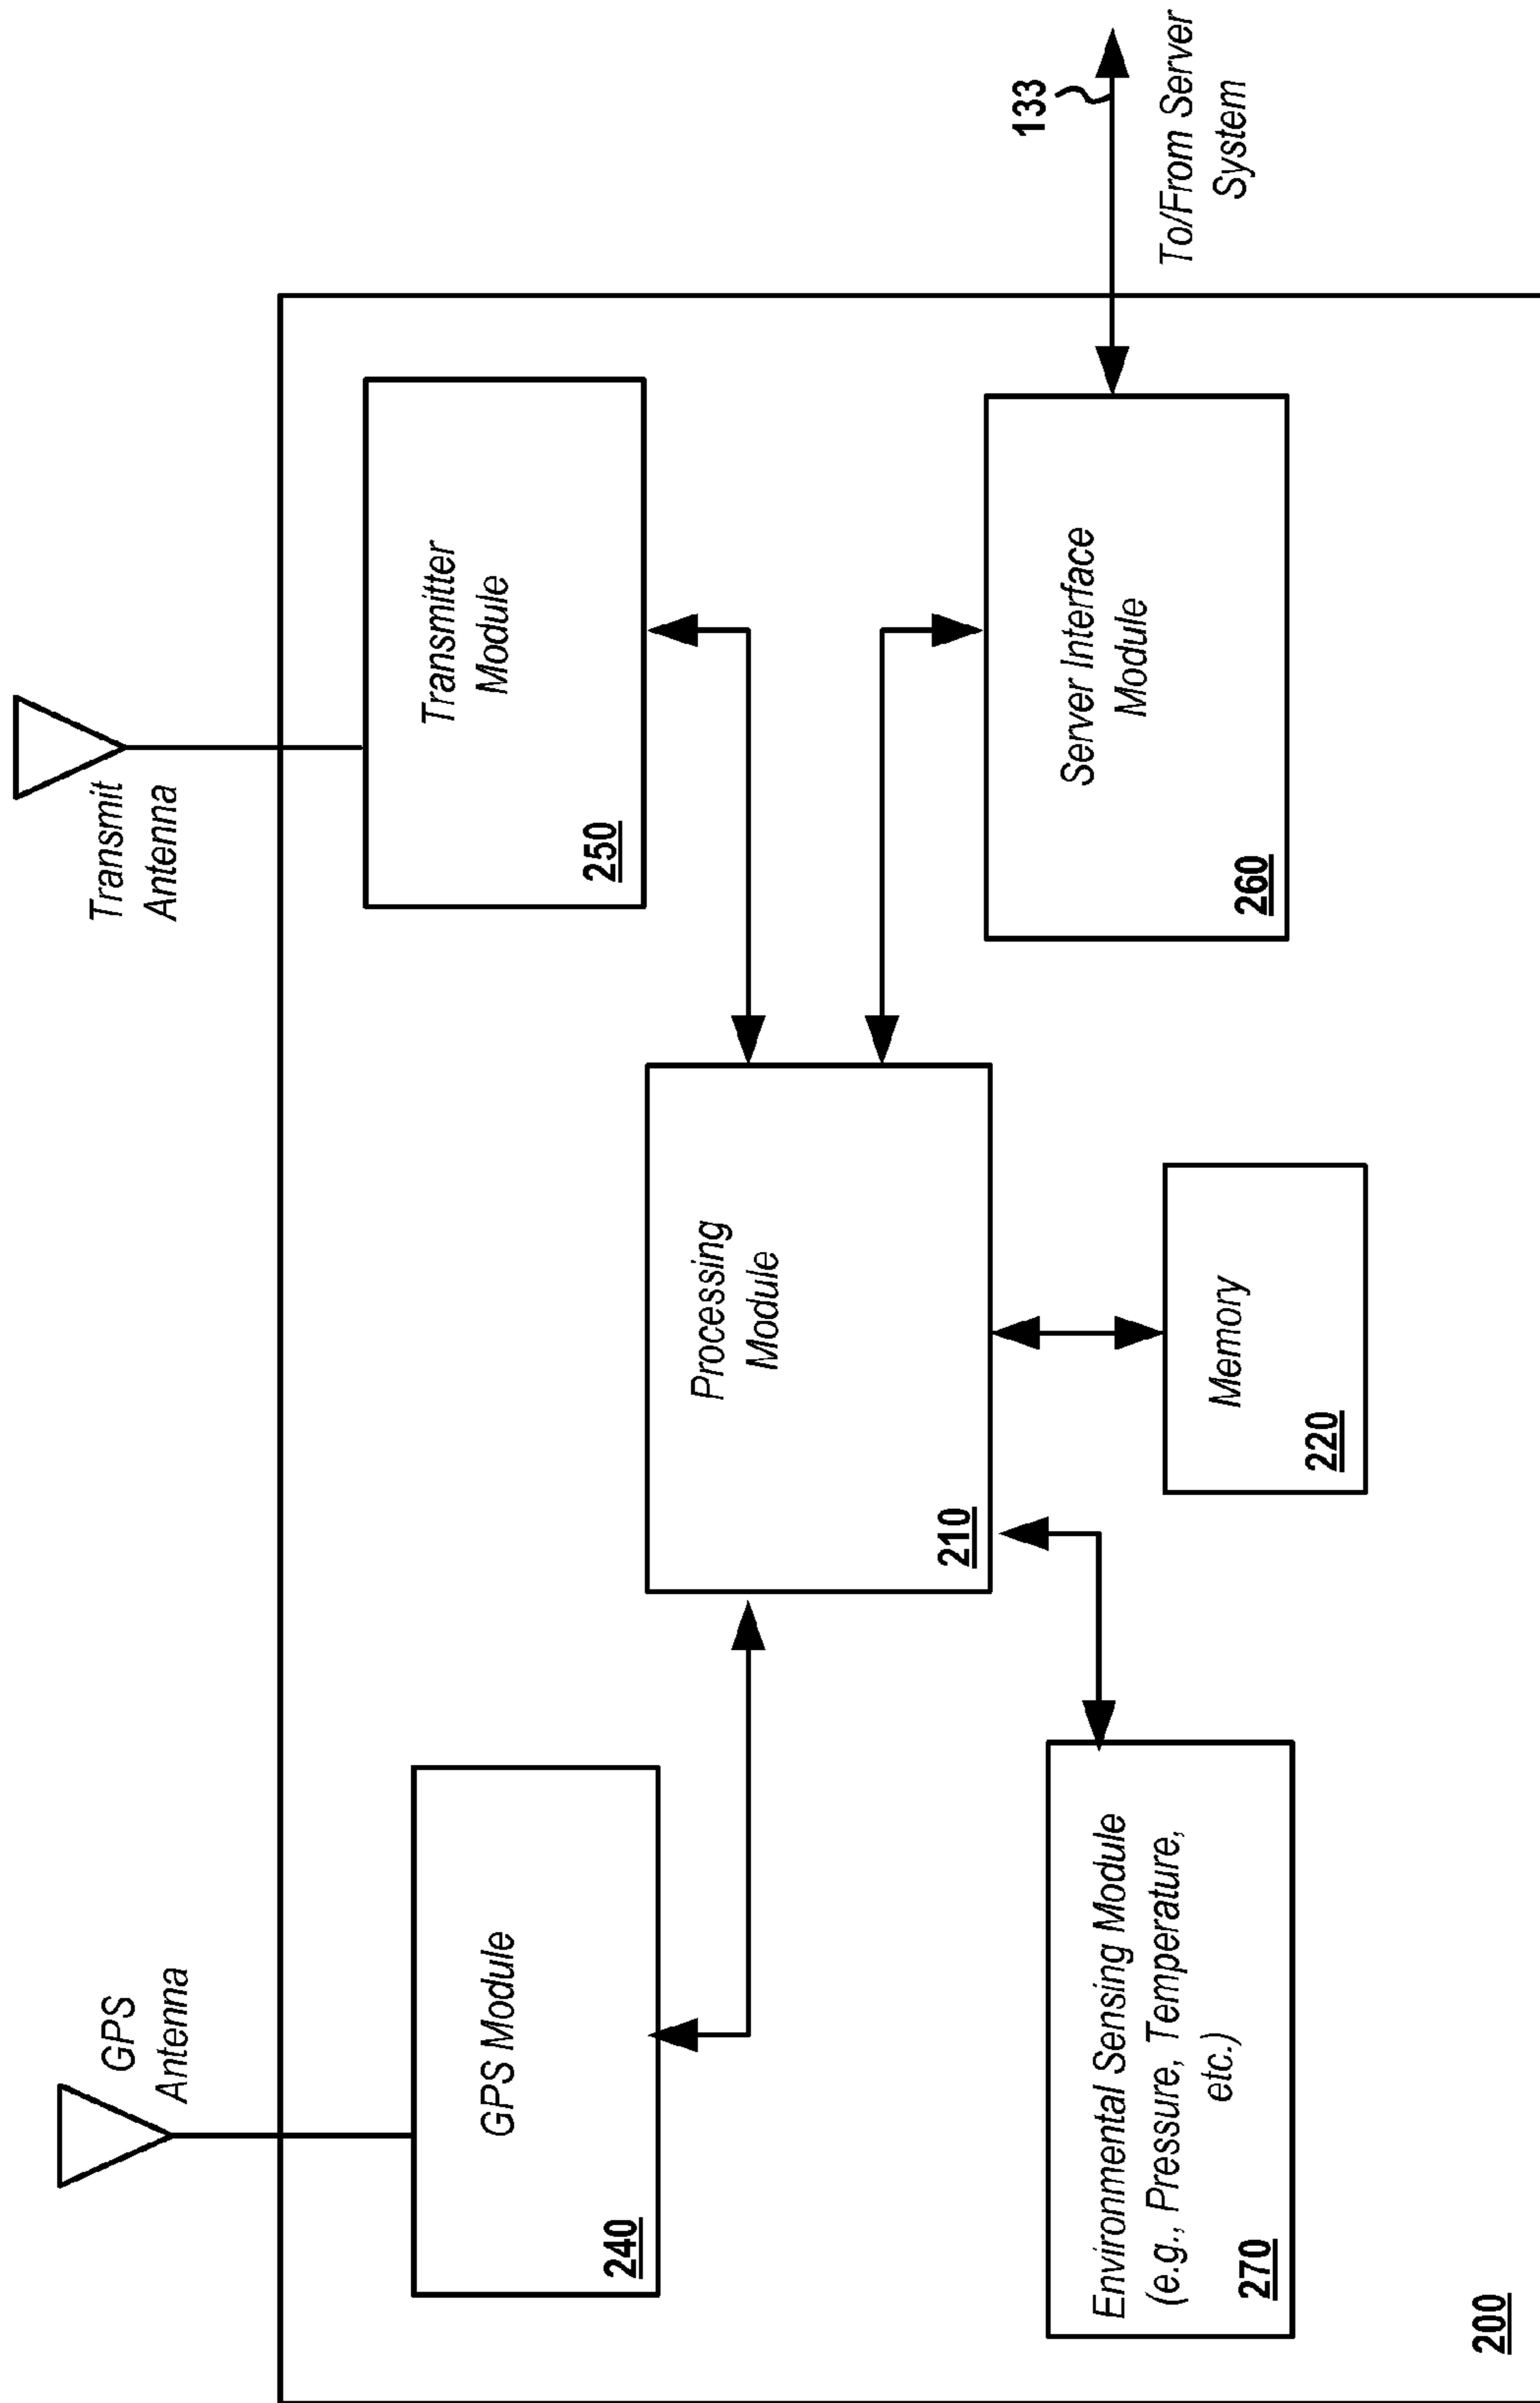 GPS
Antenna
Transmit
Antenna
GPS Module
240
Transmitter
Module
250
Processing
Module
210
133
To/From Server
System
Environmental Sensing Module
(e.g., Pressure, Temperature,
etc.)
270
Memory
220
Server Interface
Module
260
200